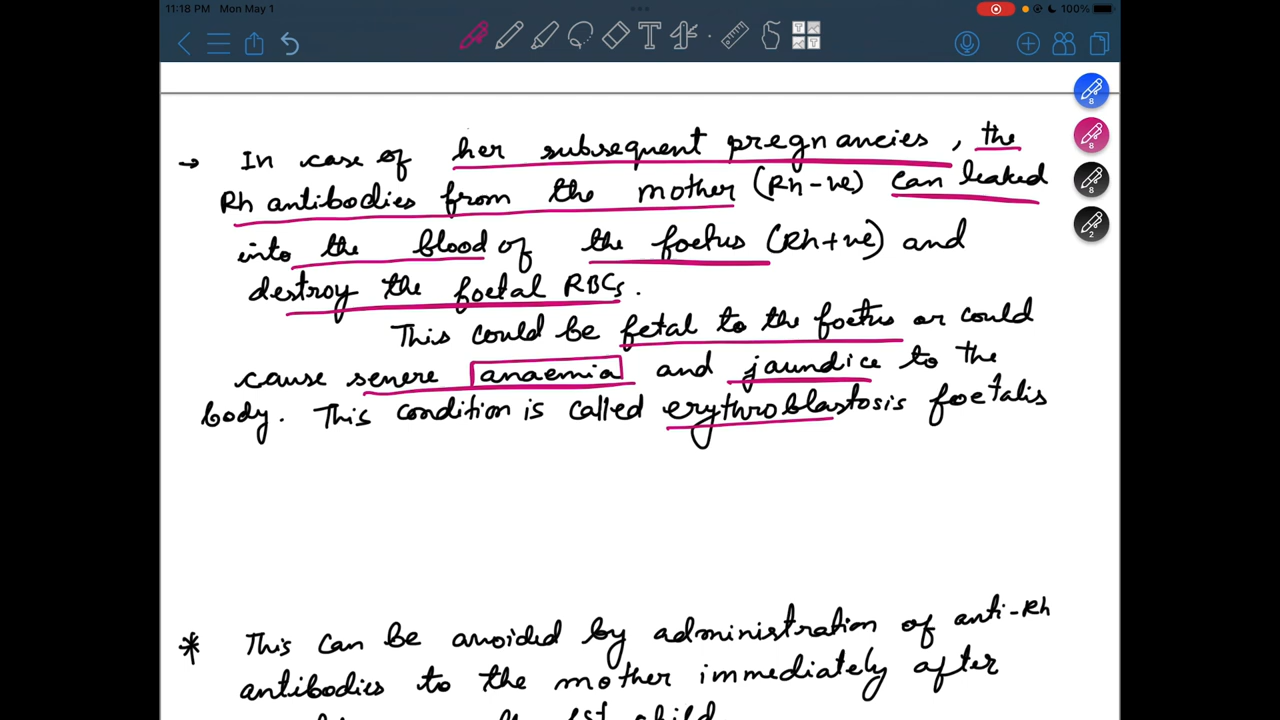 11:18 PM Mon May 1
100%
→ In case of her subsequent pregnancies, the
Rh antibodies from the mother (Rh-ve) can leaked
into the blood of the foetus (Rh+ve) and
destroy the foetal RBCs.
This could be fetal to the foetus or could
cause senere anaemia and jaundice to the
body. This condition is called erythroblastosis foetalis
* This can be avoided by administration of anti-Rh
antibodies to the mother immediately after
1st child